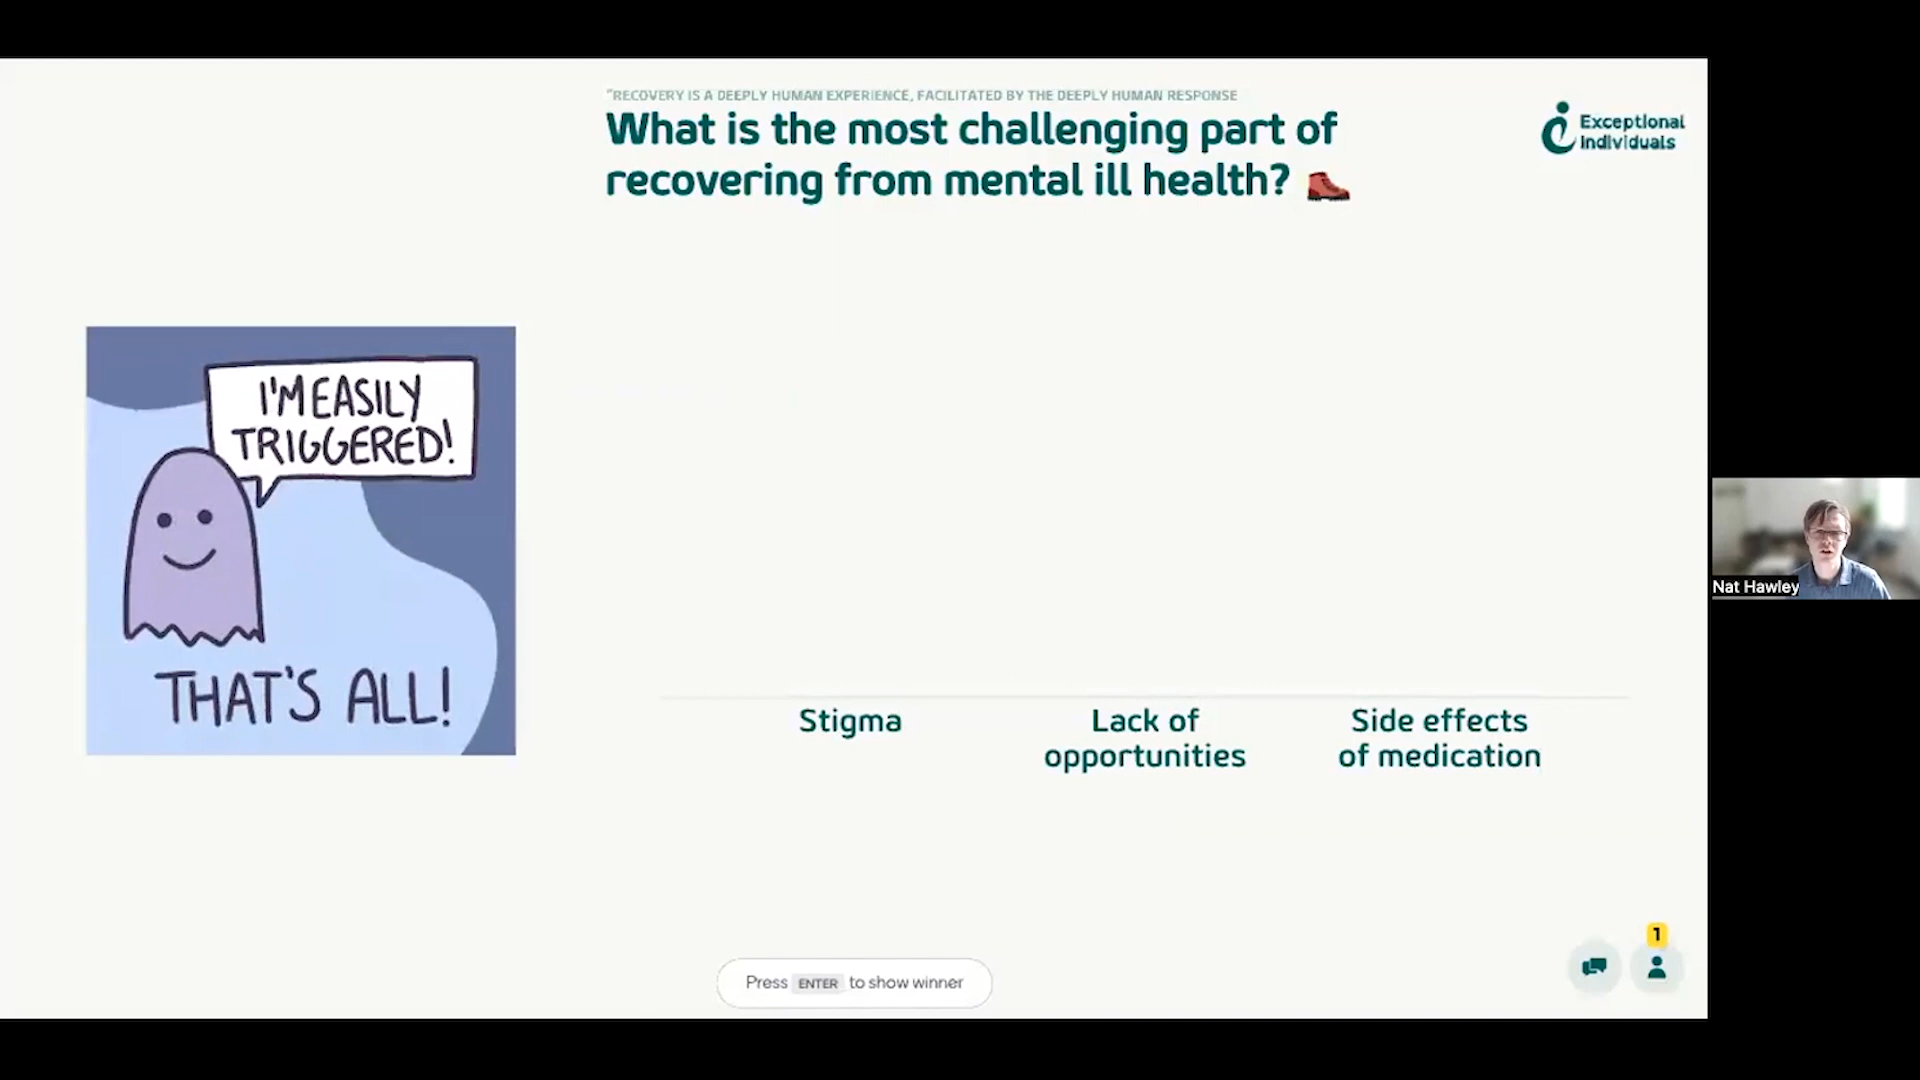 "RECOVERY IS A DEEPLY HUMAN EXPERIENCE, FACILITATED BY THE DEEPLY HUMAN RESPONSE
What is the most challenging part of
recovering from mental ill health?
Exceptional
Individuals
I'M EASILY
TRIGGERED!
THAT'S ALL!
Stigma
Lack of
opportunities
Side effects
of medication
Nat Hawley
1
Press ENTER to show winner